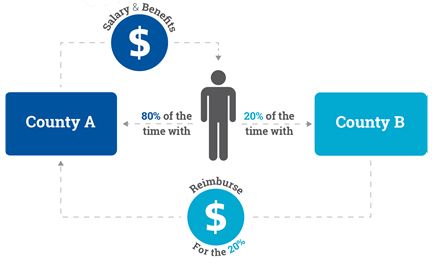 Salary & Benefits
$
County A
80% of the
time with
20% of the
time with
County B
Reimburse
$
For the 20%